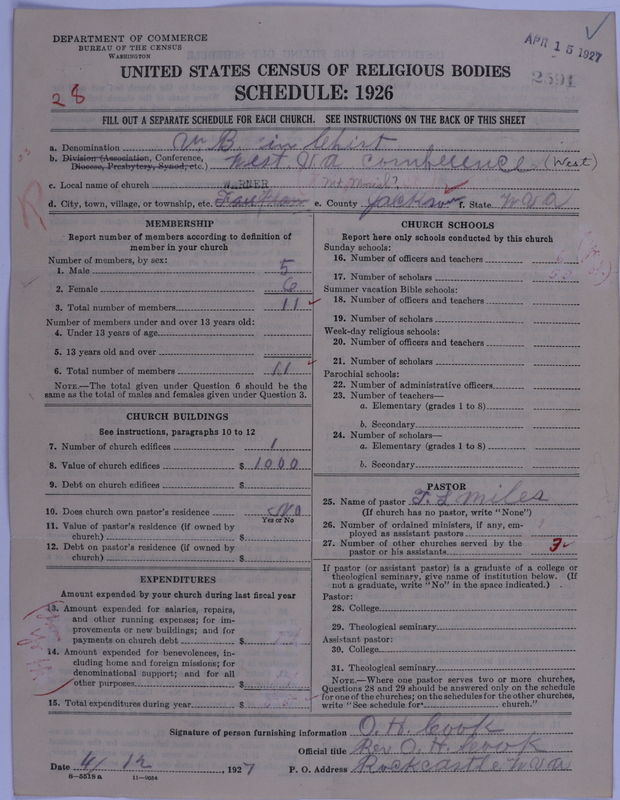 DEPARTMENT OF COMMERCE
BUREAU OF THE CENSUS
WASHINGTON
APR 15 1927
2591
UNITED STATES CENSUS OF RELIGIOUS BODIES
28
SCHEDULE: 1926
FILL OUT A SEPARATE SCHEDULE FOR EACH CHURCH. SEE INSTRUCTIONS ON THE BACK OF THIS SHEET
a. Denomination U. B. in Christ
b. Division (Association, Conference, Diocese, Presbytery, Synod, etc.) West Va conference (West)
c. Local name of church WARNER
d. City, town, village, or township, etc. e. County Jackson f. State W Va
MEMBERSHIP
Report number of members according to definition of
member in your church
Number of members, by sex:
1. Male 5
2. Female 6
3. Total number of members 11
Number of members under and over 13 years old:
4. Under 13 years of age
5. 13 years old and over
6. Total number of members 11
NOTE.—The total given under Question 6 should be the
same as the total of males and females given under Question 3.
CHURCH BUILDINGS
See instructions, paragraphs 10 to 12
7. Number of church edifices 1
8. Value of church edifices $ 1000
9. Debt on church edifices $
10. Does church own pastor's residence No
Yes or No
11. Value of pastor's residence (if owned by
church) $
12. Debt on pastor's residence (if owned by
church) $
EXPENDITURES
Amount expended by your church during last fiscal year
13. Amount expended for salaries, repairs,
and other running expenses; for im-
provements or new buildings; and for
payments on church debt $
14. Amount expended for benevolences, in-
cluding home and foreign missions; for
denominational support; and for all
other purposes $
15. Total expenditures during year $
CHURCH SCHOOLS
Report here only schools conducted by this church
Sunday schools:
16. Number of officers and teachers
17. Number of scholars
Summer vacation Bible schools:
18. Number of officers and teachers
19. Number of scholars
Week-day religious schools:
20. Number of officers and teachers
21. Number of scholars
Parochial schools:
22. Number of administrative officers
23. Number of teachers—
a. Elementary (grades 1 to 8)
b. Secondary
24. Number of scholars—
a. Elementary (grades 1 to 8)
b. Secondary
PASTOR
25. Name of pastor T. L Miles
(If church has no pastor, write "None")
26. Number of ordained ministers, if any, em-
ployed as assistant pastors
27. Number of other churches served by the
pastor or his assistants 3
If pastor (or assistant pastor) is a graduate of a college or
theological seminary, give name of institution below. (If
not a graduate, write "No" in the space indicated.)
Pastor:
28. College
29. Theological seminary
Assistant pastor:
30. College
31. Theological seminary
NOTE.—Where one pastor serves two or more churches,
Questions 28 and 29 should be answered only on the schedule
for one of the churches; on the schedules for the other churches,
write "See schedule for church."
Signature of person furnishing information O. H. Cook
Official title Rev. O. H. Cook
Date 4/ 12, 1927 P. O. Address Rockcastle W Va
8—5518 a 11—9054